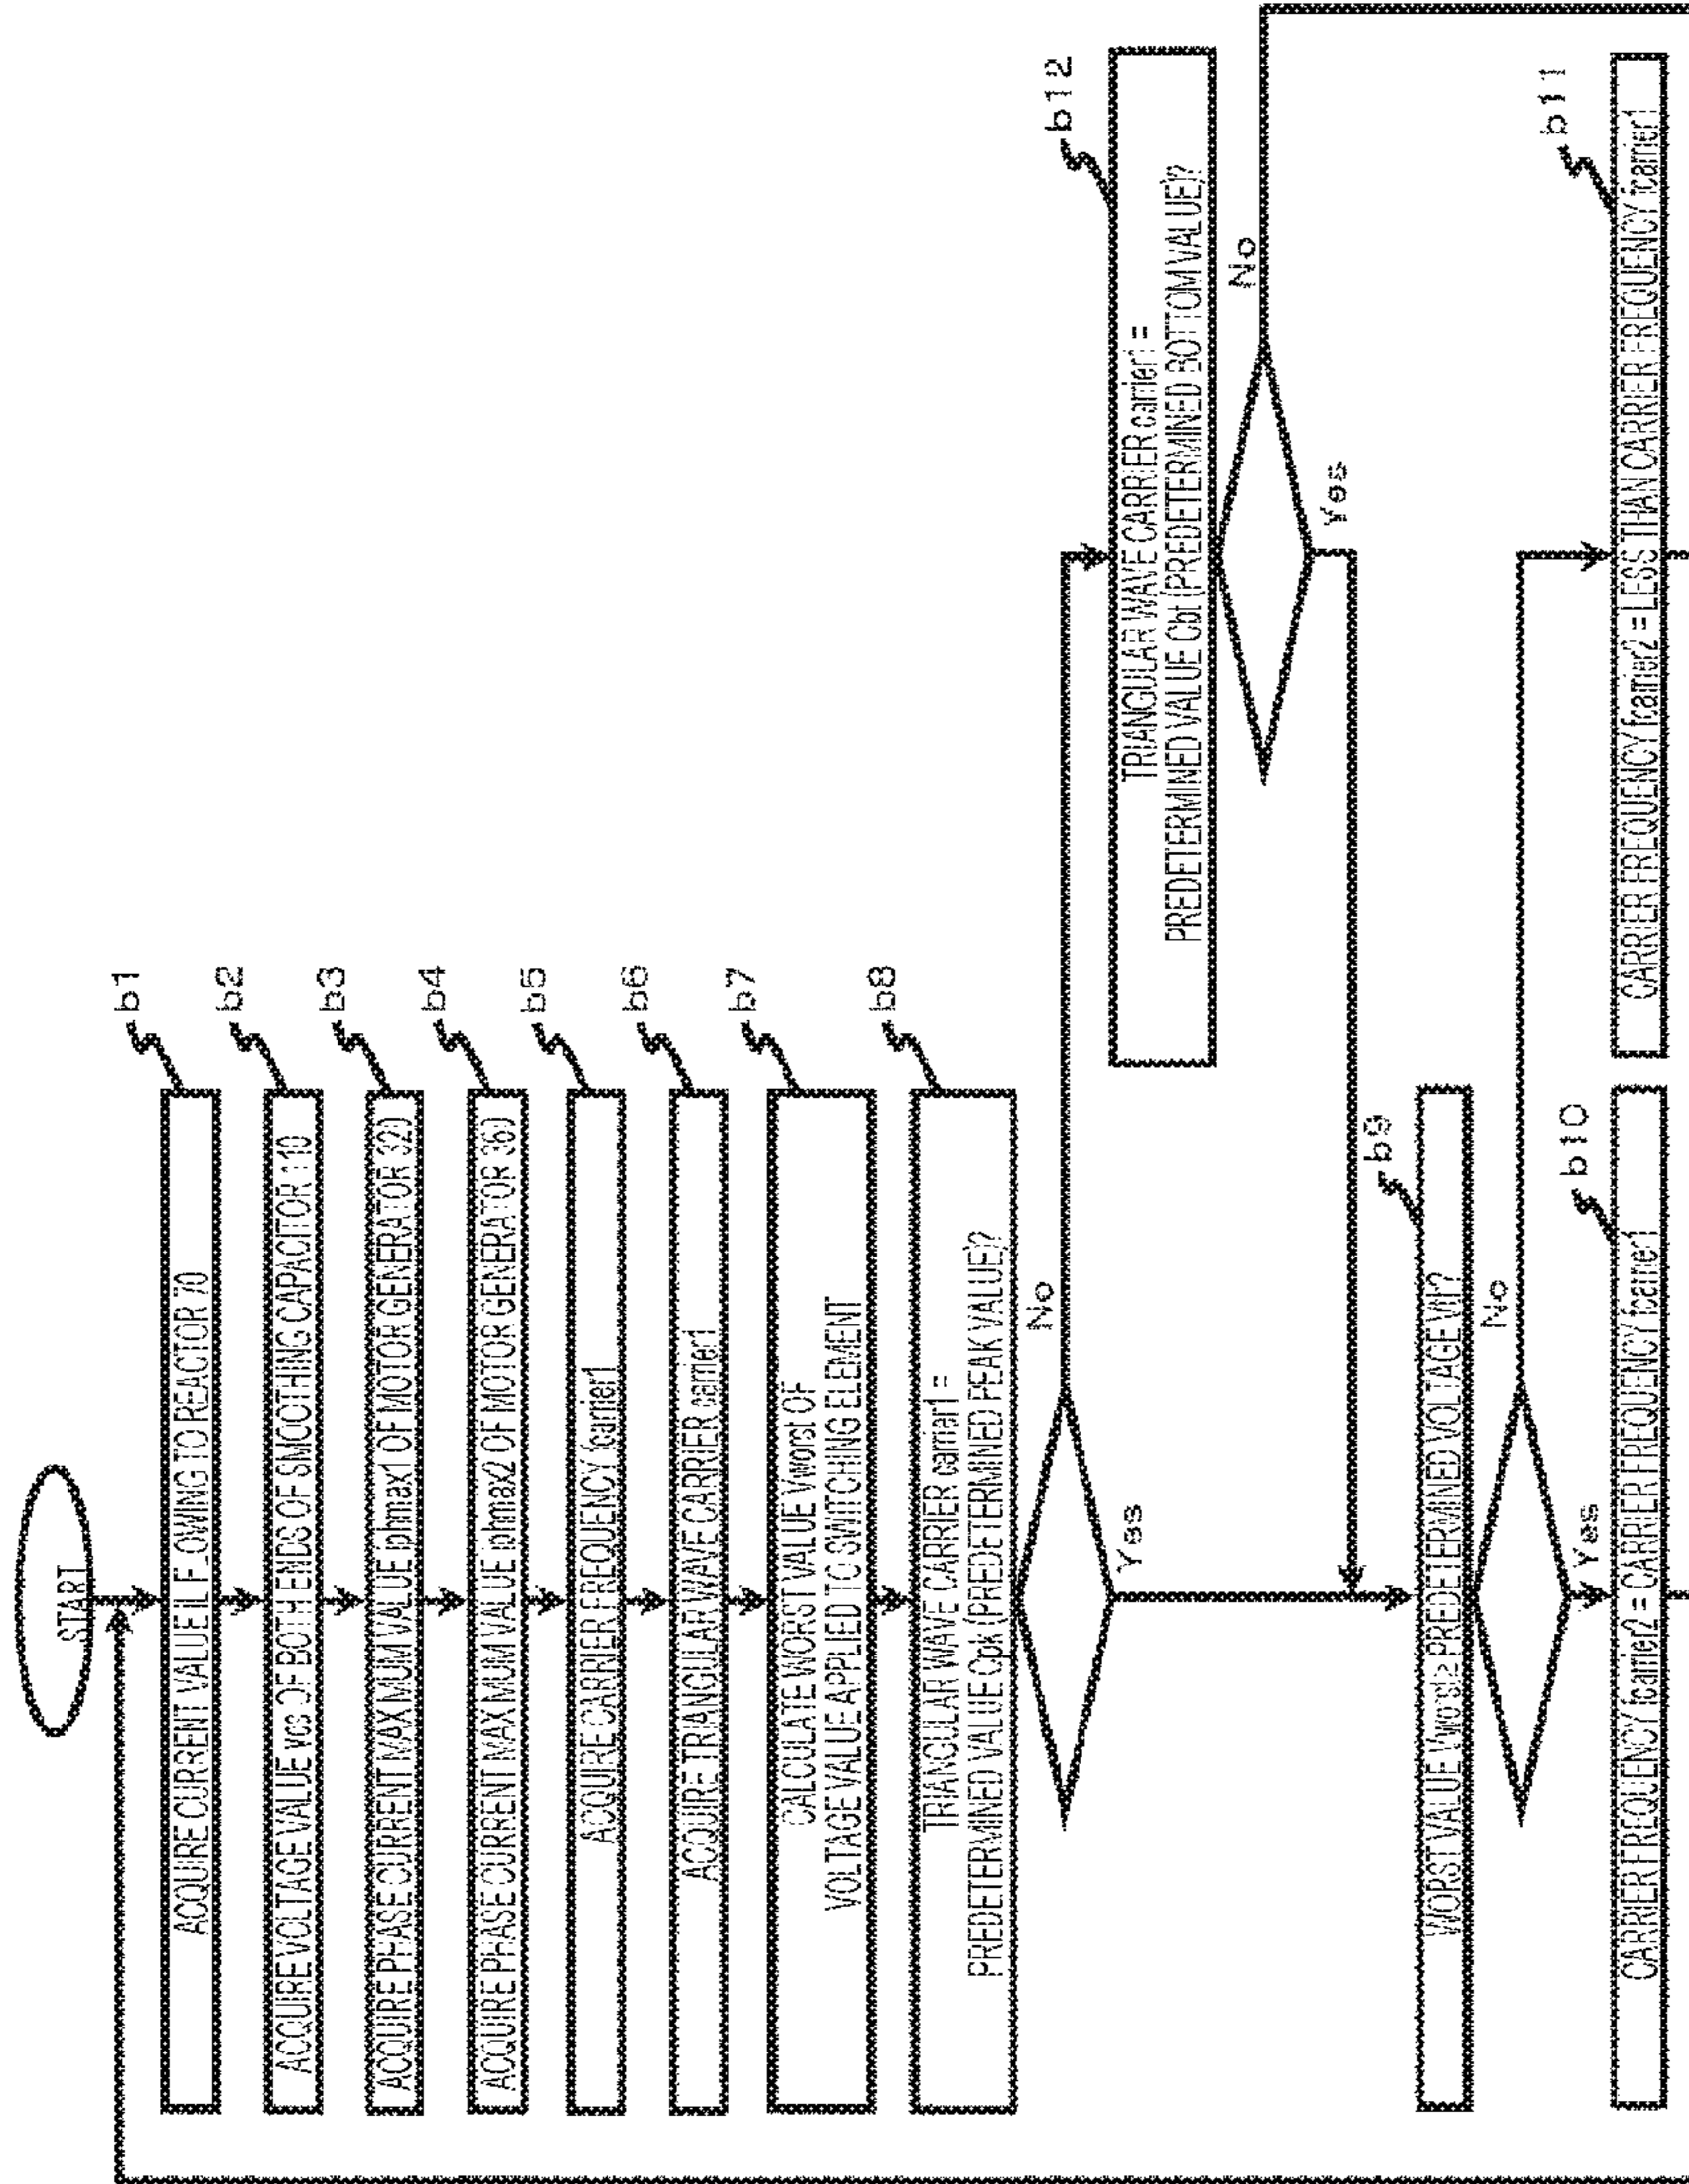 START
b1
ACQUIRE CURRENT VALUE IL FLOWING TO REACTOR 70
b2
ACQUIRE VOLTAGE VALUE vcs OF BOTH ENDS OF SMOOTHING CAPACITOR 110
b3
ACQUIRE PHASE CURRENT MAXIMUM VALUE Iphmax1 OF MOTOR GENERATOR 320
b4
ACQUIRE PHASE CURRENT MAXIMUM VALUE Iphmax2 OF MOTOR GENERATOR 360
b5
ACQUIRE CARRIER FREQUENCY fcarrier1
b6
ACQUIRE TRIANGULAR WAVE CARRIER carrier1
b7
CALCULATE WORST VALUE Vworst OF
VOLTAGE VALUE APPLIED TO SWITCHING ELEMENT
b8
TRIANGULAR WAVE CARRIER carrier1 =
PREDETERMINED VALUE Cpk (PREDETERMINED PEAK VALUE)?
No
Yes
b12
TRIANGULAR WAVE CARRIER carrier1 =
PREDETERMINED VALUE Cbt (PREDETERMINED BOTTOM VALUE)?
No
Yes
b9
WORST VALUE Vworst ≥ PREDETERMINED VOLTAGE Vtt?
No
Yes
b10
CARRIER FREQUENCY fcarrier2 = CARRIER FREQUENCY fcarrier1
b11
CARRIER FREQUENCY fcarrier2 = LESS THAN CARRIER FREQUENCY fcarrier1